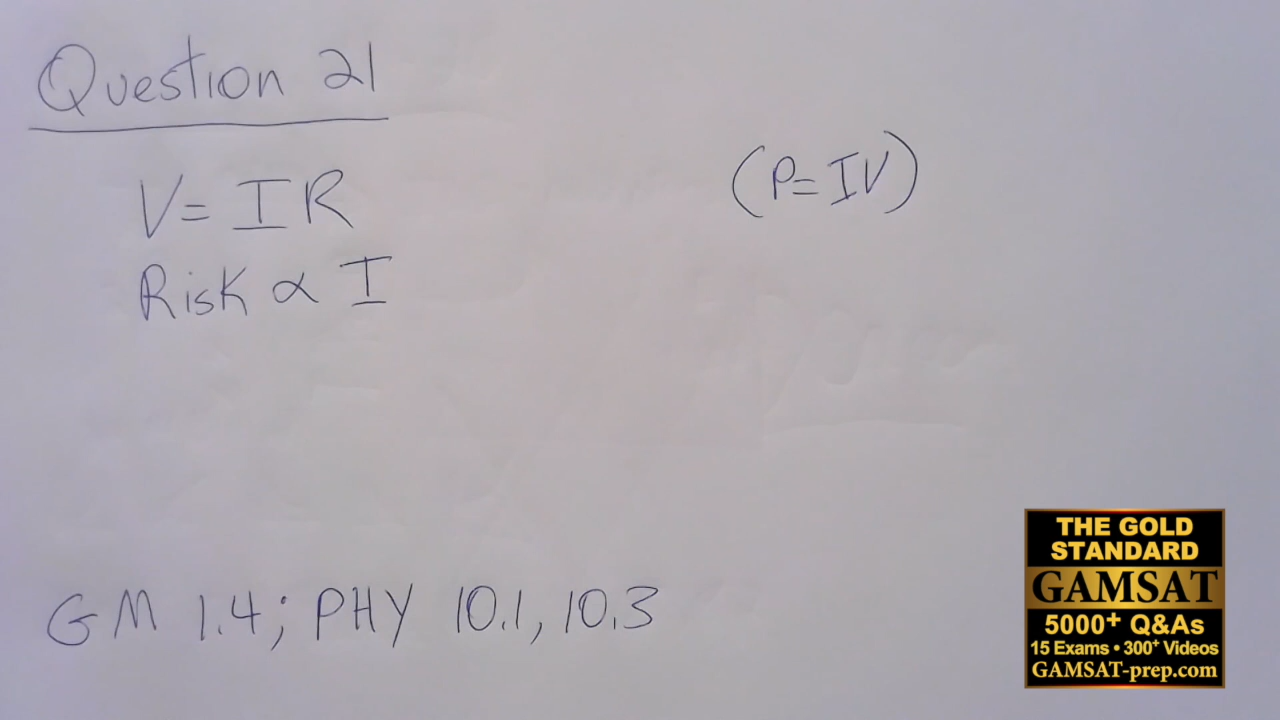 Question 21
V = IR
(P = IV)
Risk ∝ I
GM 1.4; PHY 10.1, 10.3
THE GOLD
STANDARD
GAMSAT
5000+ Q&As
15 Exams • 300+ Videos
GAMSAT-prep.com